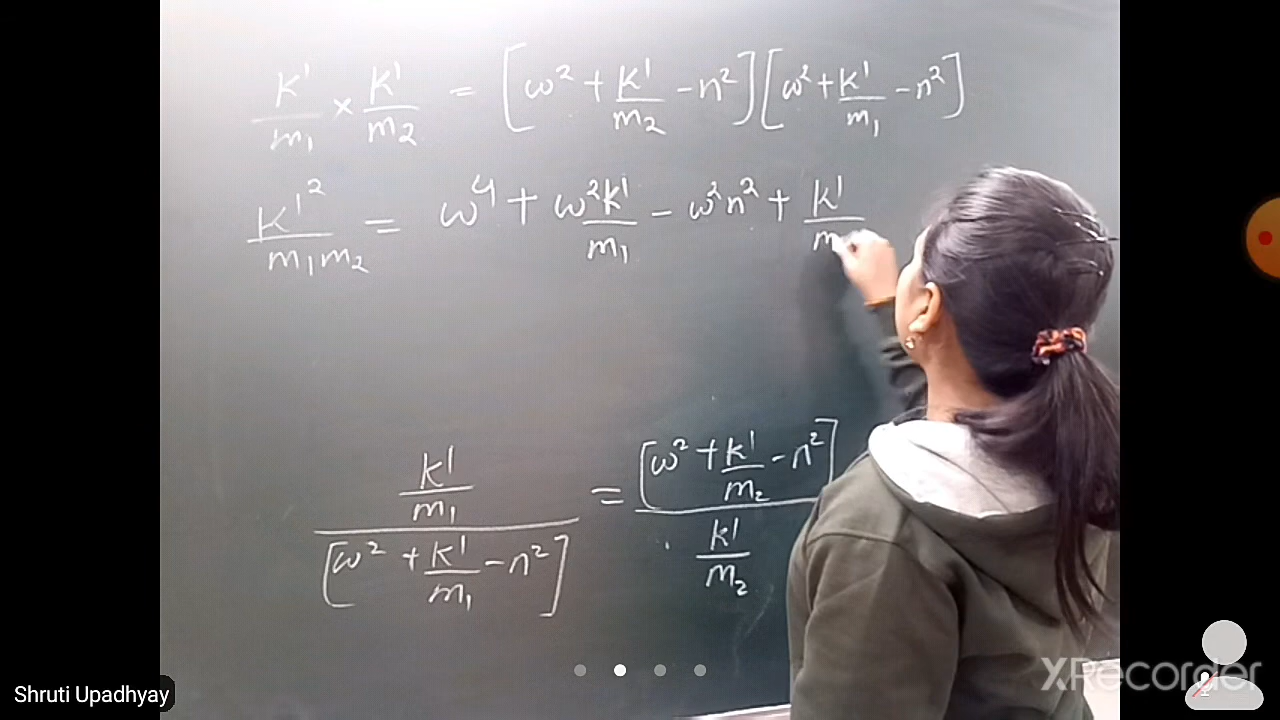 k'/m₁ × k'/m₂ = [ω² + k'/m₂ - n²][ω² + k'/m₁ - n²]
k'²/m₁m₂ = ω⁴ + ω²k'/m₁ - ω²n² + k'/m
k'/m₁ / [ω² + k'/m₁ - n²] = [ω² + k'/m₂ - n²] / k'/m₂
XRecorder
Shruti Upadhyay